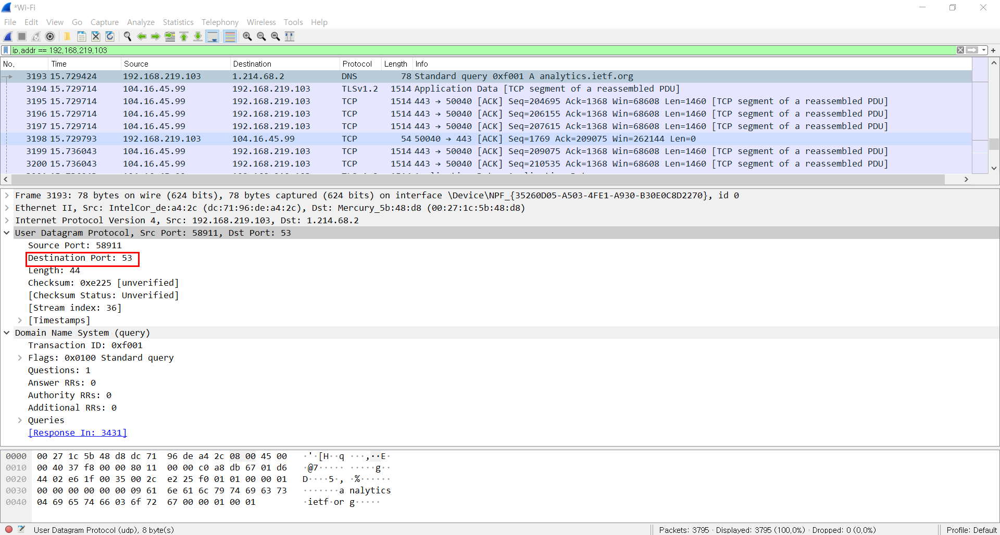 *Wi-Fi
File Edit View Go Capture Analyze Statistics Telephony Wireless Tools Help
ip.addr == 192.168.219.103
No. Time Source Destination Protocol Length Info
3193 15.729424 192.168.219.103 1.214.68.2 DNS 78 Standard query 0xf001 A analytics.ietf.org
3194 15.729714 104.16.45.99 192.168.219.103 TLSv1.2 1514 Application Data [TCP segment of a reassembled PDU]
3195 15.729714 104.16.45.99 192.168.219.103 TCP 1514 443 → 50040 [ACK] Seq=204695 Ack=1368 Win=68608 Len=1460 [TCP segment of a reassembled PDU]
3196 15.729714 104.16.45.99 192.168.219.103 TCP 1514 443 → 50040 [ACK] Seq=206155 Ack=1368 Win=68608 Len=1460 [TCP segment of a reassembled PDU]
3197 15.729714 104.16.45.99 192.168.219.103 TCP 1514 443 → 50040 [ACK] Seq=207615 Ack=1368 Win=68608 Len=1460 [TCP segment of a reassembled PDU]
3198 15.729793 192.168.219.103 104.16.45.99 TCP 54 50040 → 443 [ACK] Seq=1769 Ack=209075 Win=262144 Len=0
3199 15.736043 104.16.45.99 192.168.219.103 TCP 1514 443 → 50040 [ACK] Seq=209075 Ack=1368 Win=68608 Len=1460 [TCP segment of a reassembled PDU]
3200 15.736043 104.16.45.99 192.168.219.103 TCP 1514 443 → 50040 [ACK] Seq=210535 Ack=1368 Win=68608 Len=1460 [TCP segment of a reassembled PDU]
Frame 3193: 78 bytes on wire (624 bits), 78 bytes captured (624 bits) on interface \Device\NPF_{35260D05-A503-4FE1-A930-B30E0C8D2270}, id 0
Ethernet II, Src: IntelCor_de:a4:2c (dc:71:96:de:a4:2c), Dst: Mercury_5b:48:d8 (00:27:1c:5b:48:d8)
Internet Protocol Version 4, Src: 192.168.219.103, Dst: 1.214.68.2
User Datagram Protocol, Src Port: 58911, Dst Port: 53
Source Port: 58911
Destination Port: 53
Length: 44
Checksum: 0xe225 [unverified]
[Checksum Status: Unverified]
[Stream index: 36]
[Timestamps]
Domain Name System (query)
Transaction ID: 0xf001
Flags: 0x0100 Standard query
Questions: 1
Answer RRs: 0
Authority RRs: 0
Additional RRs: 0
Queries
[Response In: 3431]
0000 00 27 1c 5b 48 d8 dc 71 96 de a4 2c 08 00 45 00 ·'·[H··q ···,··E·
0010 00 40 37 f8 00 00 80 11 00 00 c0 a8 db 67 01 d6 ·@7····· ·····g··
0020 44 02 e6 1f 00 35 00 2c e2 25 f0 01 01 00 00 01 D····5·, ·%······
0030 00 00 00 00 00 00 09 61 6e 61 6c 79 74 69 63 73 ·······a nalytics
0040 04 69 65 74 66 03 6f 72 67 00 00 01 00 01 ·ietf·or g·····
User Datagram Protocol (udp), 8 byte(s)
Packets: 3795 · Displayed: 3795 (100.0%) · Dropped: 0 (0.0%)
Profile: Default